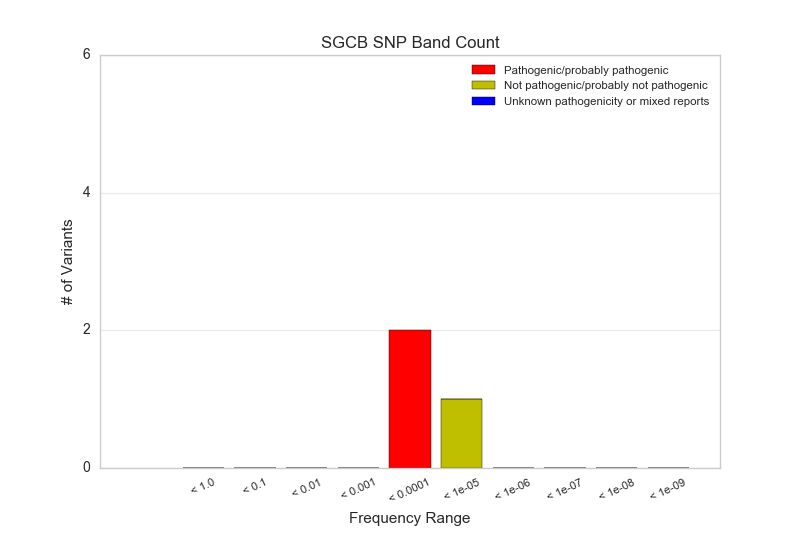 SGCB SNP Band Count
6
Pathogenic/probably pathogenic
Not pathogenic/probably not pathogenic
Unknown pathogenicity or mixed reports
4
# of Variants
2
0
< 1.0
< 0.1
< 0.01
< 0.001
< 0.0001
< 1e-05
< 1e-06
< 1e-07
< 1e-08
< 1e-09
Frequency Range